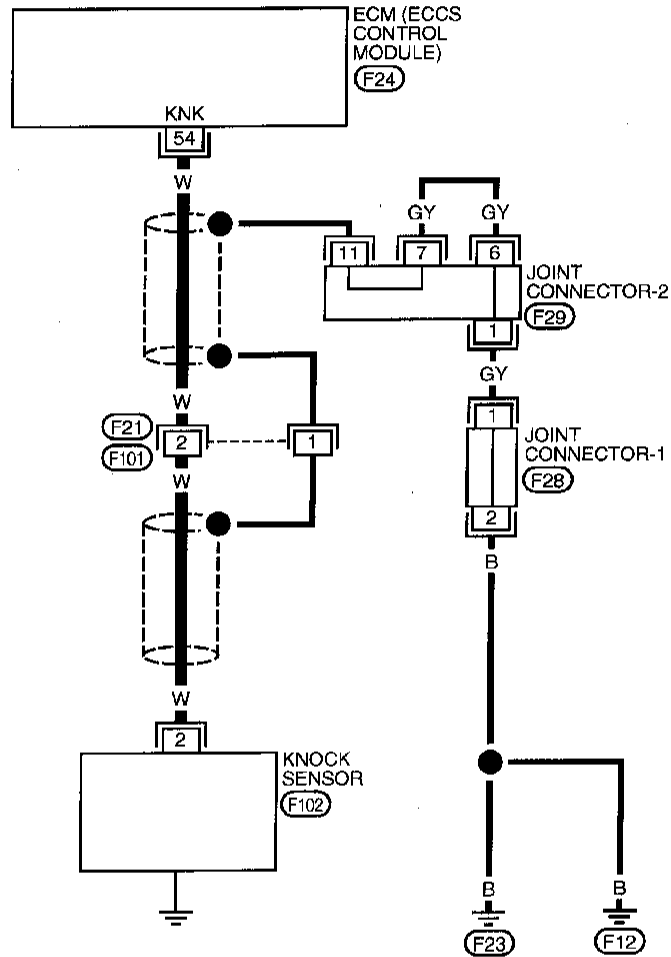 ECM (ECCS
CONTROL
MODULE)
F24
KNK
54
W
GY
GY
11
7
6
JOINT
CONNECTOR-2
F29
1
GY
W
F21
F101
2
1
1
JOINT
CONNECTOR-1
F28
W
2
B
W
2
KNOCK
SENSOR
F102
B
B
F23
F12